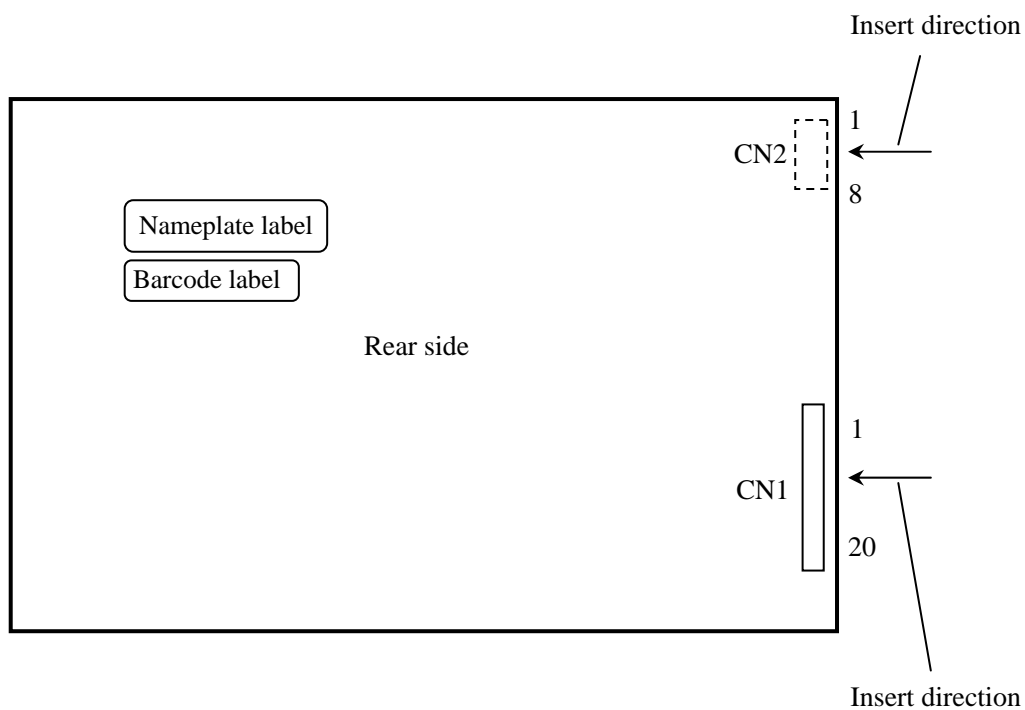 Insert direction
1
CN2
8
Nameplate label
Barcode label
Rear side
1
CN1
20
Insert direction